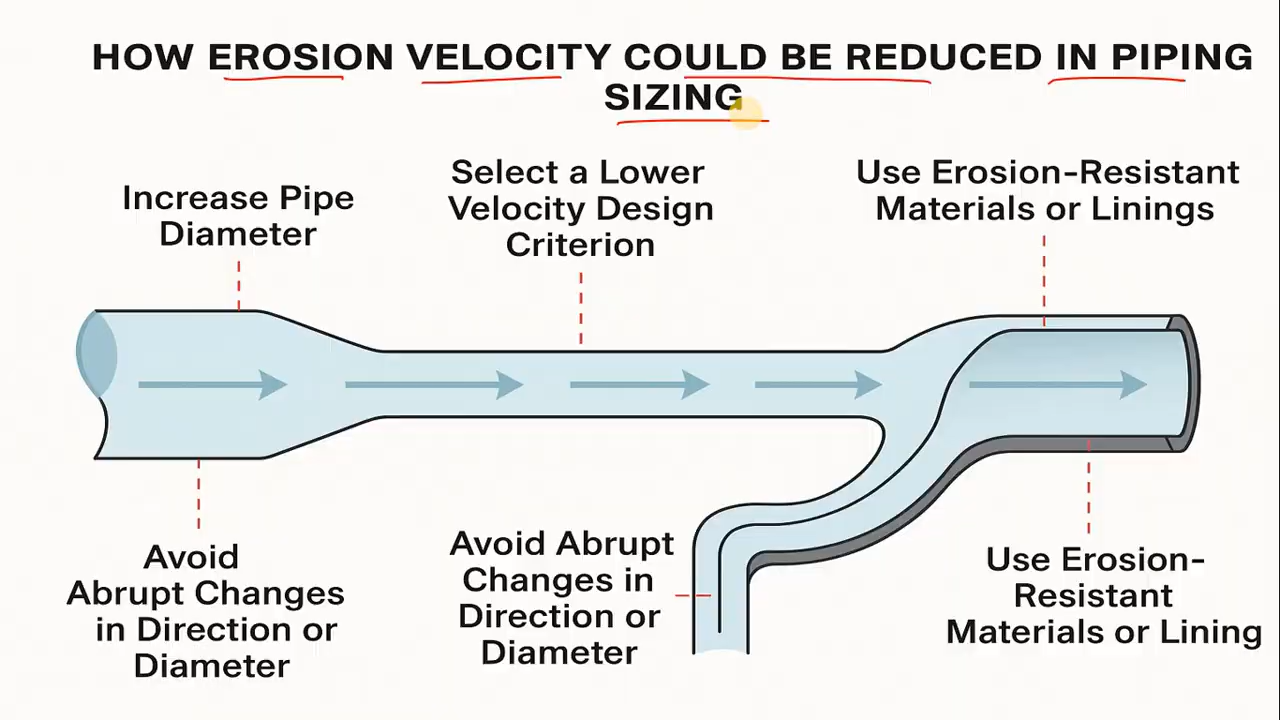 HOW EROSION VELOCITY COULD BE REDUCED IN PIPING
SIZING
Increase Pipe
Diameter
Select a Lower
Velocity Design
Criterion
Use Erosion-Resistant
Materials or Linings
Avoid
Abrupt Changes
in Direction or
Diameter
Avoid Abrupt
Changes in
Direction or
Diameter
Use Erosion-
Resistant
Materials or Lining